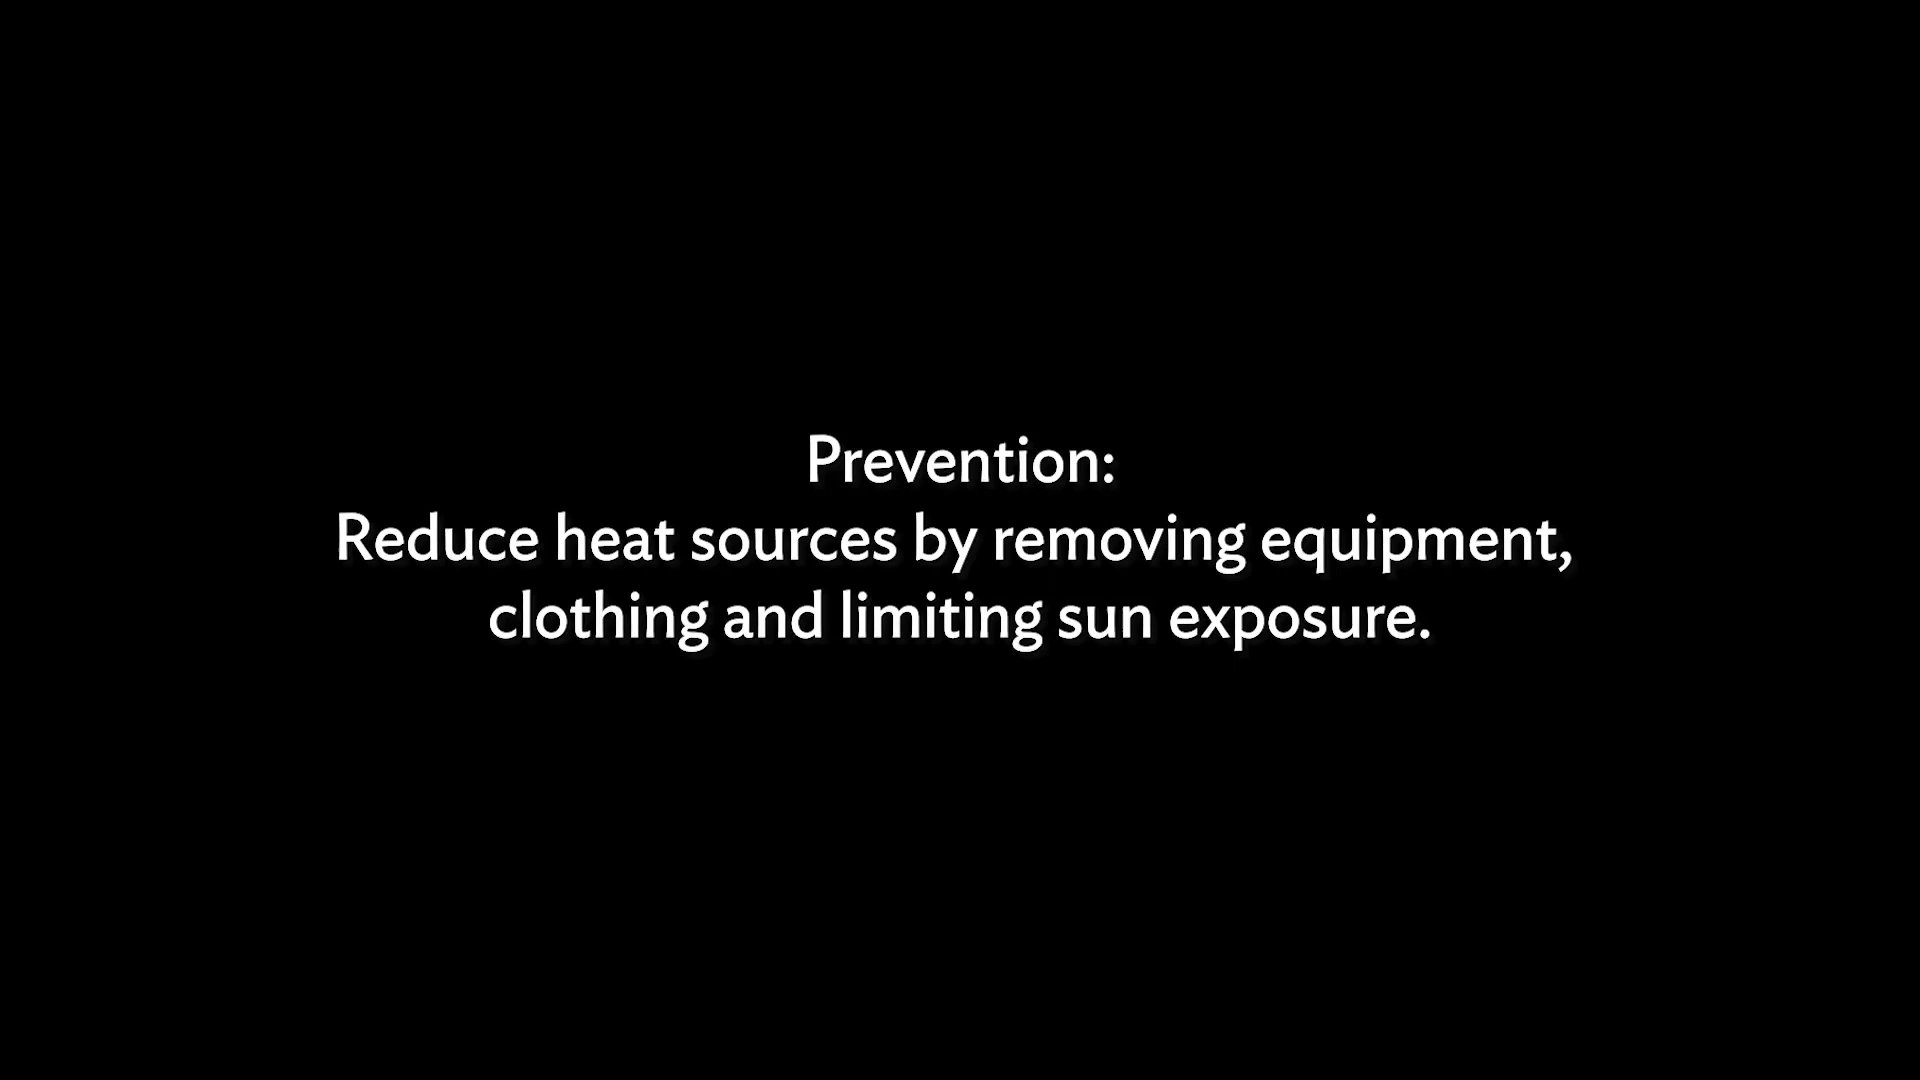 Prevention:
Reduce heat sources by removing equipment,
clothing and limiting sun exposure.